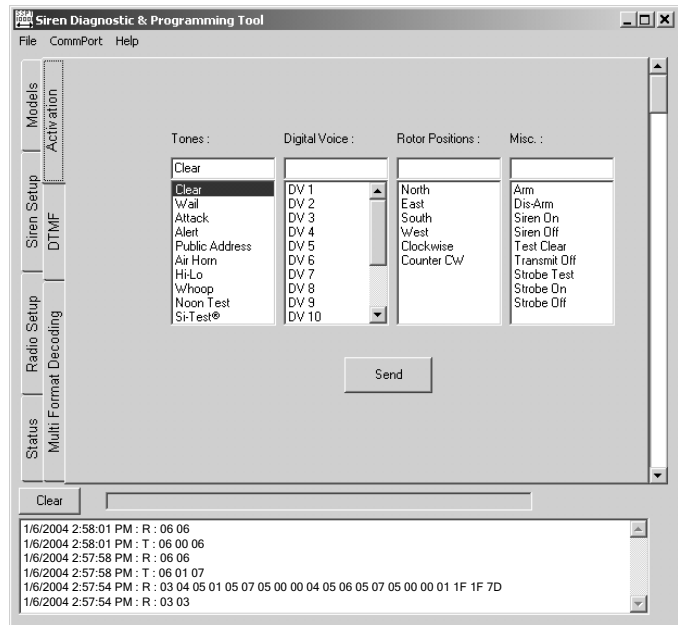 Siren Diagnostic & Programming Tool
File CommPort Help
Models
Siren Setup
Radio Setup
Status
Activation
DTMF
Multi Format Decoding
Tones : Digital Voice : Rotor Positions : Misc. :
Clear
Clear DV 1 North Arm
Wail DV 2 East Dis-Arm
Attack DV 3 South Siren On
Alert DV 4 West Siren Off
Public Address DV 5 Clockwise Test Clear
Air Horn DV 6 Counter CW Transmit Off
Hi-Lo DV 7 Strobe Test
Whoop DV 8 Strobe On
Noon Test DV 9 Strobe Off
Si-Test® DV 10
Send
Clear
1/6/2004 2:58:01 PM : R : 06 06
1/6/2004 2:58:01 PM : T : 06 00 06
1/6/2004 2:57:58 PM : R : 06 06
1/6/2004 2:57:58 PM : T : 06 01 07
1/6/2004 2:57:54 PM : R : 03 04 05 01 05 07 05 00 00 04 05 06 05 07 05 00 00 01 1F 1F 7D
1/6/2004 2:57:54 PM : R : 03 03